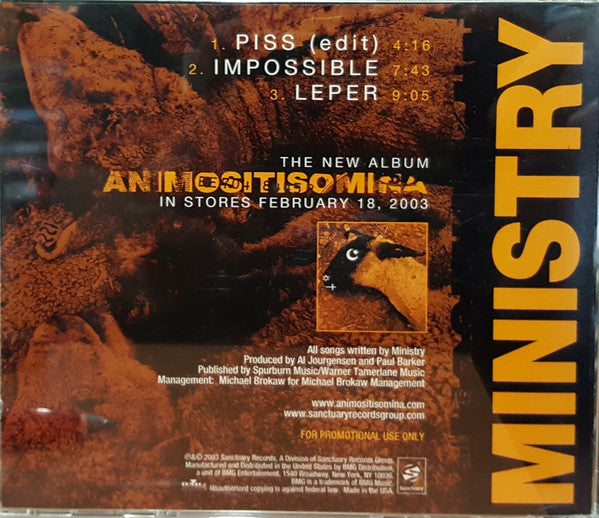 1. PISS (edit) 4:16
2. IMPOSSIBLE 7:43
3. LEPER 9:05
THE NEW ALBUM
ANIMOSITISOMINA
IN STORES FEBRUARY 18, 2003
All songs written by Ministry
Produced by Al Jourgensen and Paul Barker
Published by Spurburn Music/Warner Tamerlane Music
Management: Michael Brokaw for Michael Brokaw Management
www.animositisomina.com
www.sanctuaryrecordsgroup.com
FOR PROMOTIONAL USE ONLY
℗&© 2003 Sanctuary Records, A Division of Sanctuary Records Group.
Manufactured and Distributed in the United States by BMG Distribution,
a unit of BMG Entertainment, 1540 Broadway, New York, NY 10036.
BMG is a trademark of BMG Music.
Unauthorized copying is against federal law. Made in the USA.
BMG
Sanctuary
MINISTRY